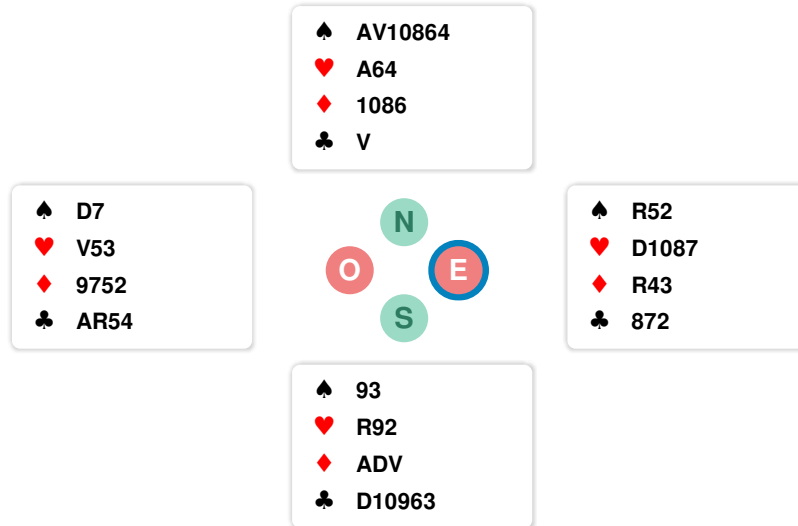 ♠ AV10864
♥ A64
♦ 1086
♣ V
♠ D7
♥ V53
♦ 9752
♣ AR54
N
O
E
S
♠ R52
♥ D1087
♦ R43
♣ 872
♠ 93
♥ R92
♦ ADV
♣ D10963